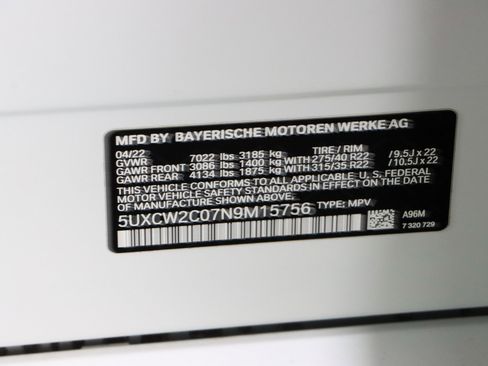 MFD BY BAYERISCHE MOTOREN WERKE AG
04/22 TIRE / RIM
GVWR 7022 lbs 3185 kg
GAWR FRONT 3086 lbs 1400 kg WITH 275/40 R22 / 9,5J x 22
GAWR REAR 4134 lbs 1875 kg WITH 315/35 R22 / 10,5J x 22
THIS VEHICLE CONFORMS TO ALL APPLICABLE U.S. FEDERAL
MOTOR VEHICLE SAFETY STANDARDS IN EFFECT ON THE DATE
OF MANUFACTURE SHOWN ABOVE.
5UXCW2C07N9M15756 TYPE: MPV
A96M
7 320 729